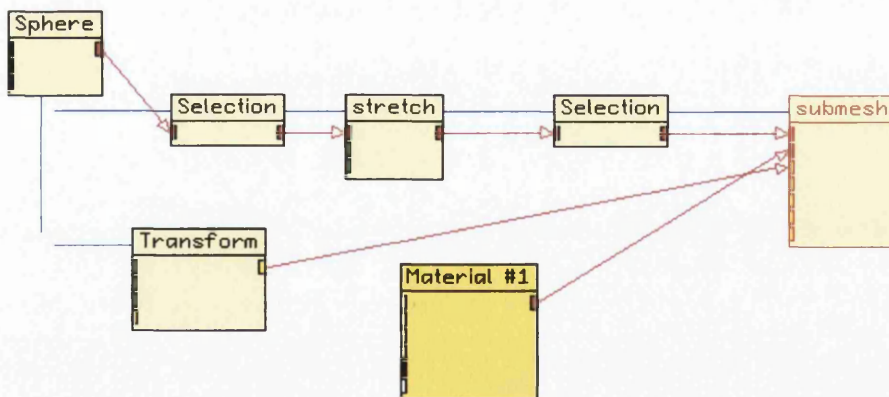 Sphere
Selection
stretch
Selection
submesh
Transform
Material #1